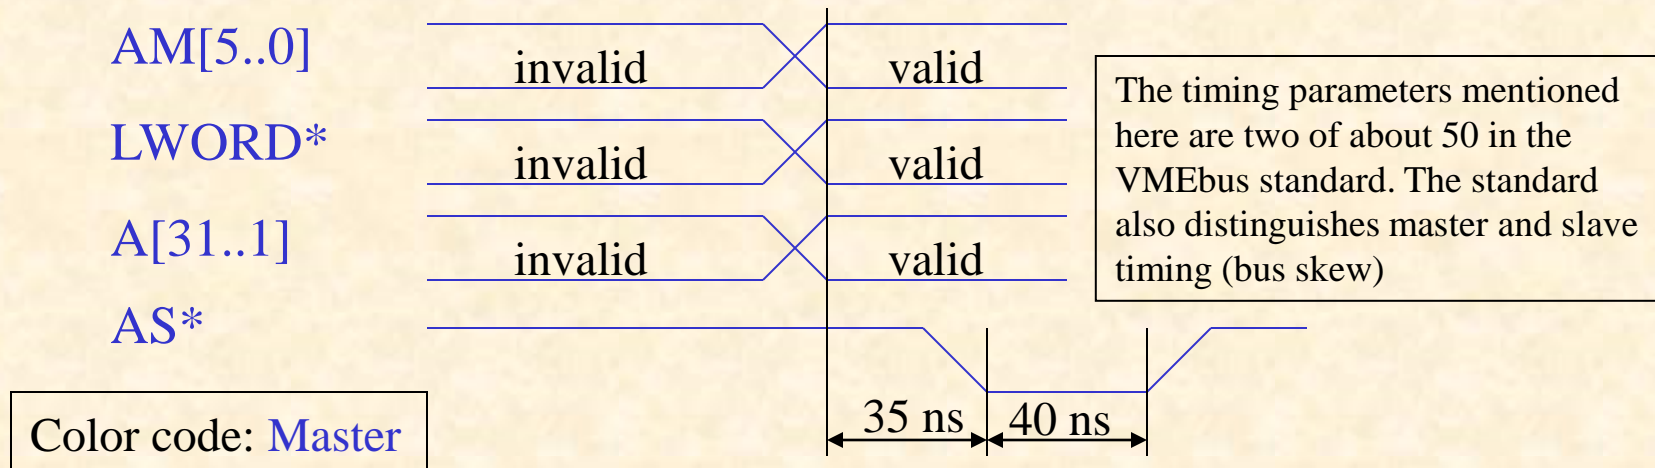 AM[5..0]
invalid
valid
LWORD*
invalid
valid
A[31..1]
invalid
valid
AS*
35 ns
40 ns
The timing parameters mentioned
here are two of about 50 in the
VMEbus standard. The standard
also distinguishes master and slave
timing (bus skew)
Color code: Master